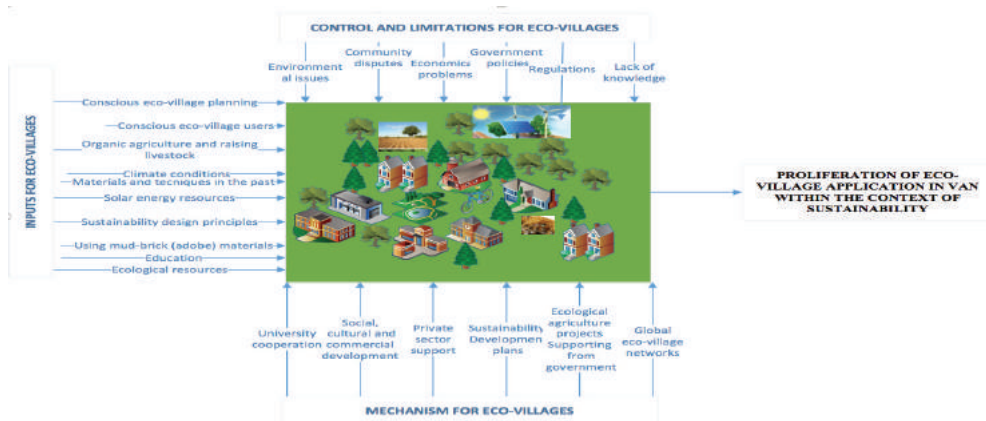 CONTROL AND LIMITATIONS FOR ECO-VILLAGES
Environment
al issues
Community
disputes
Economics
problems
Government
policies
Regulations
Lack of
knowledge
INPUTS FOR ECO-VILLAGES
Conscious eco-village planning
Conscious eco-village users
Organic agriculture and raising
livestock
Climate conditions
Materials and tecnques in the past
Solar energy resources
Sustainability design principles
Using mud-brick (adobe) materials
Education
Ecological resources
PROLIFERATION OF ECO-
VILLAGE APPLICATION IN VAN
WITHIN THE CONTEXT OF
SUSTAINABILITY
University
cooperation
Social,
cultural and
commercial
development
Private
sector
support
Sustainability
Developmen
plans
Ecological
agriculture
projects
Supporting
from
government
Global
eco-village
networks
MECHANISM FOR ECO-VILLAGES